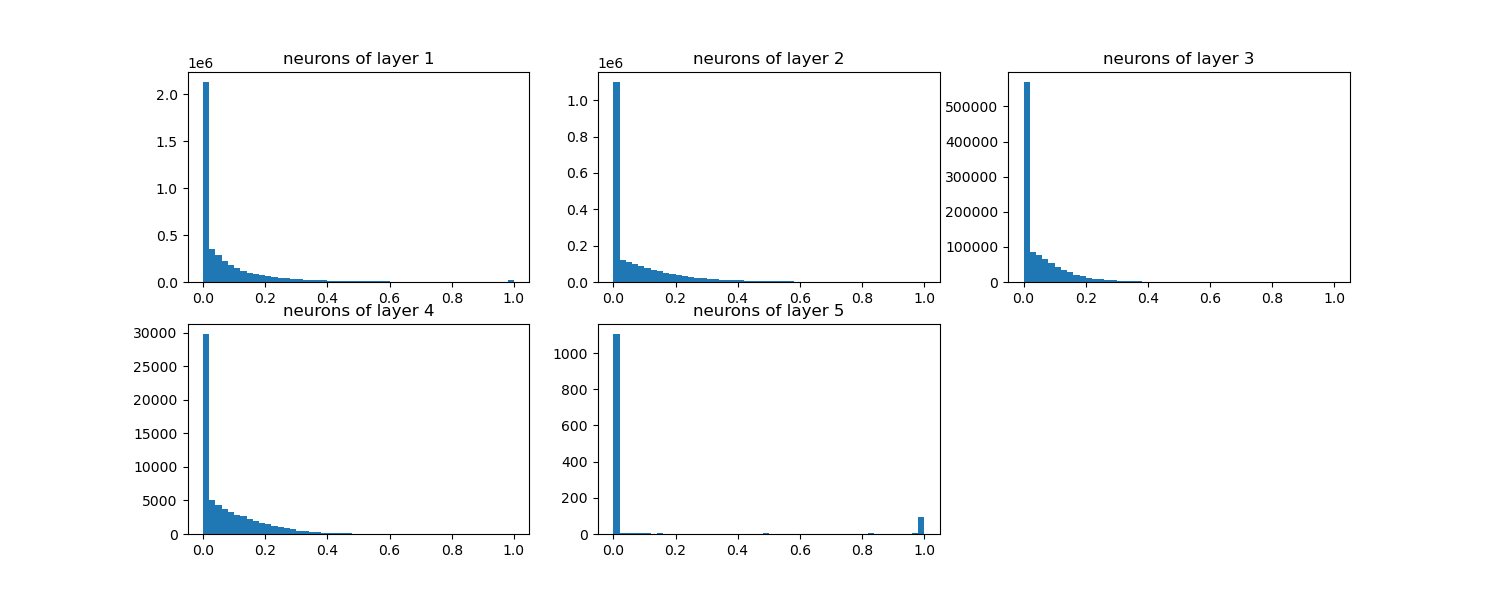 neurons of layer 1
1e6
2.0
1.5
1.0
0.5
0.0
0.0 0.2 0.4 0.6 0.8 1.0
neurons of layer 2
1e6
1.0
0.8
0.6
0.4
0.2
0.0
0.0 0.2 0.4 0.6 0.8 1.0
neurons of layer 3
500000
400000
300000
200000
100000
0
0.0 0.2 0.4 0.6 0.8 1.0
neurons of layer 4
30000
25000
20000
15000
10000
5000
0
0.0 0.2 0.4 0.6 0.8 1.0
neurons of layer 5
1000
800
600
400
200
0
0.0 0.2 0.4 0.6 0.8 1.0